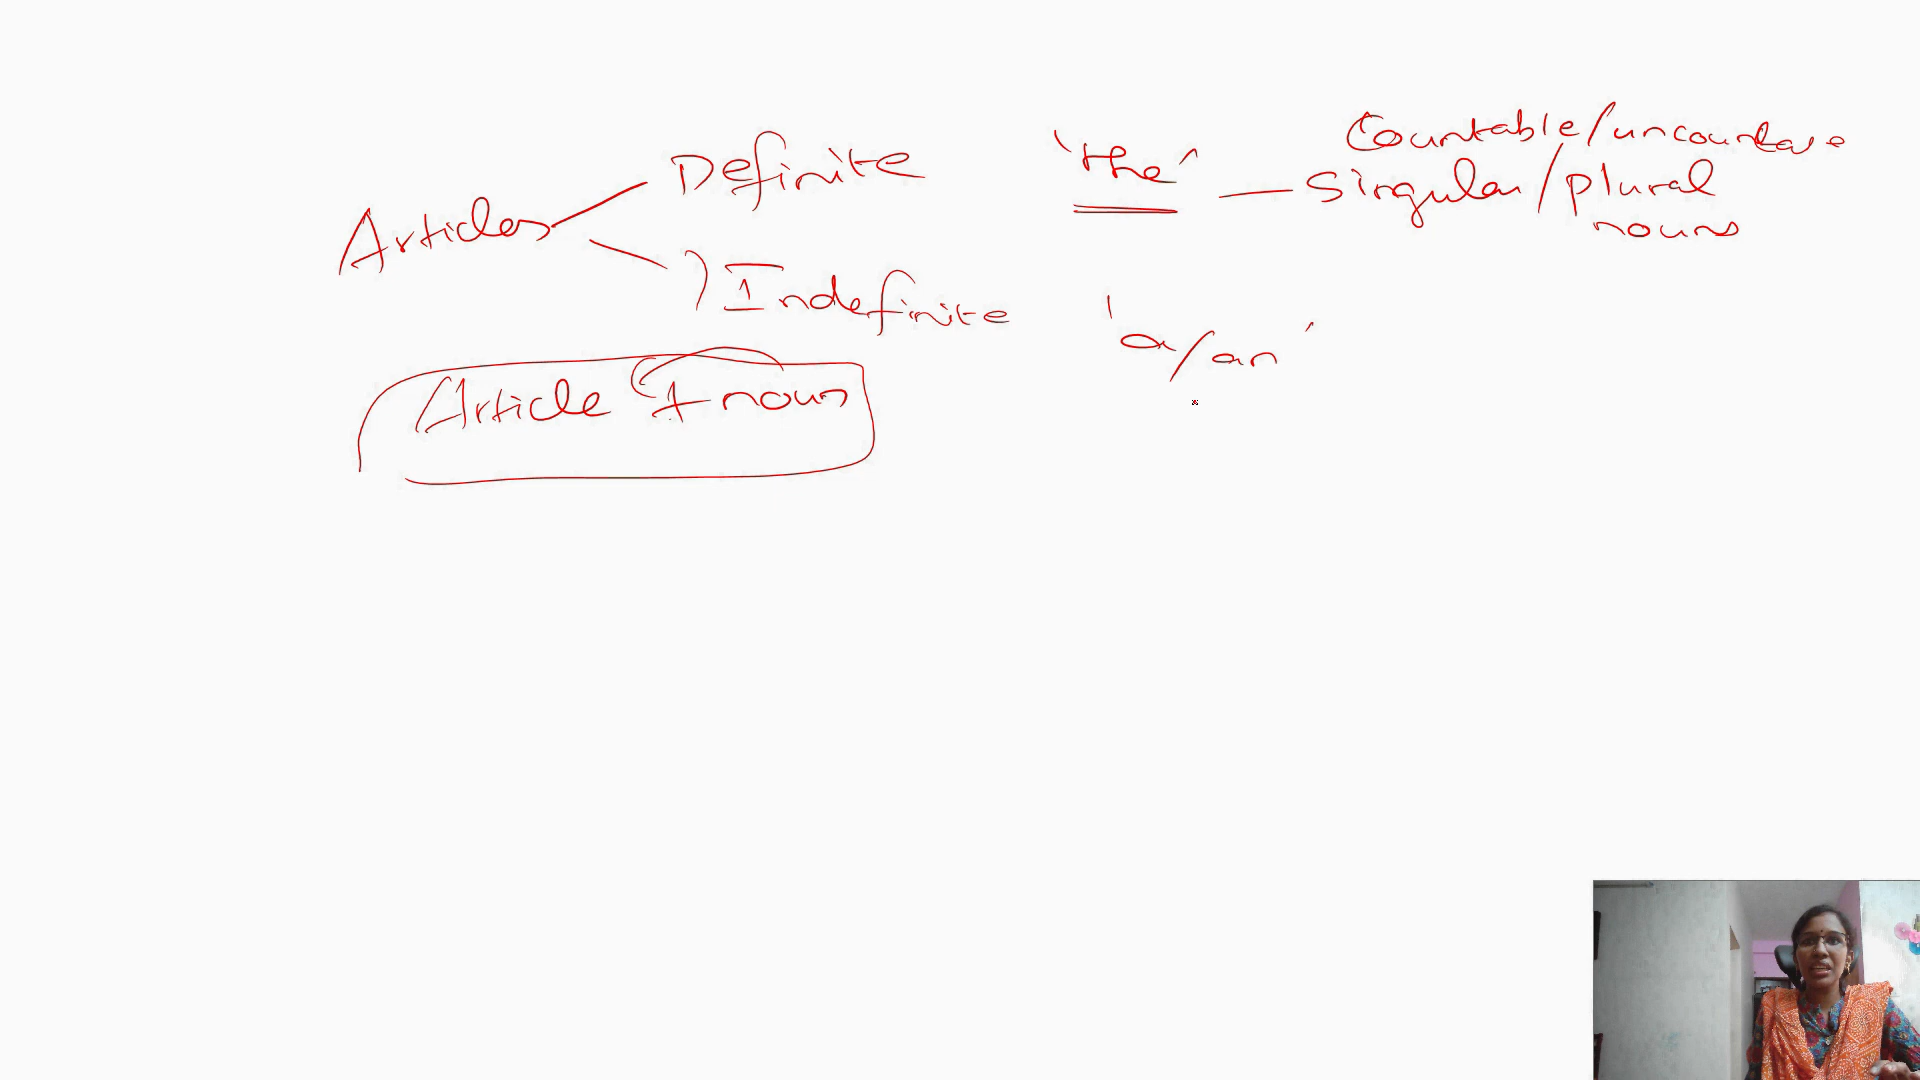 Articles
Definite 'the' — Singular/plural nouns
Countable/uncountable
Indefinite 'a/an'
Article + noun